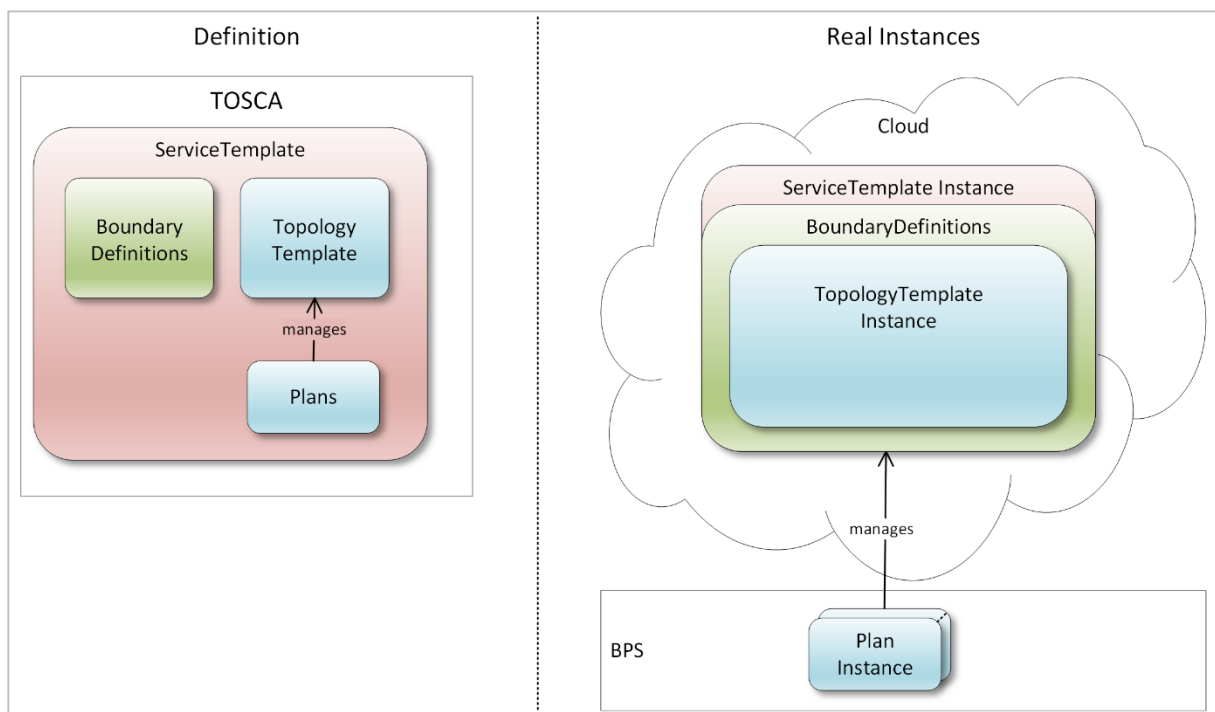 Definition
TOSCA
ServiceTemplate
Boundary
Definitions
Topology
Template
manages
Plans
Real Instances
Cloud
ServiceTemplate Instance
BoundaryDefinitions
TopologyTemplate
Instance
manages
BPS
Plan
Instance